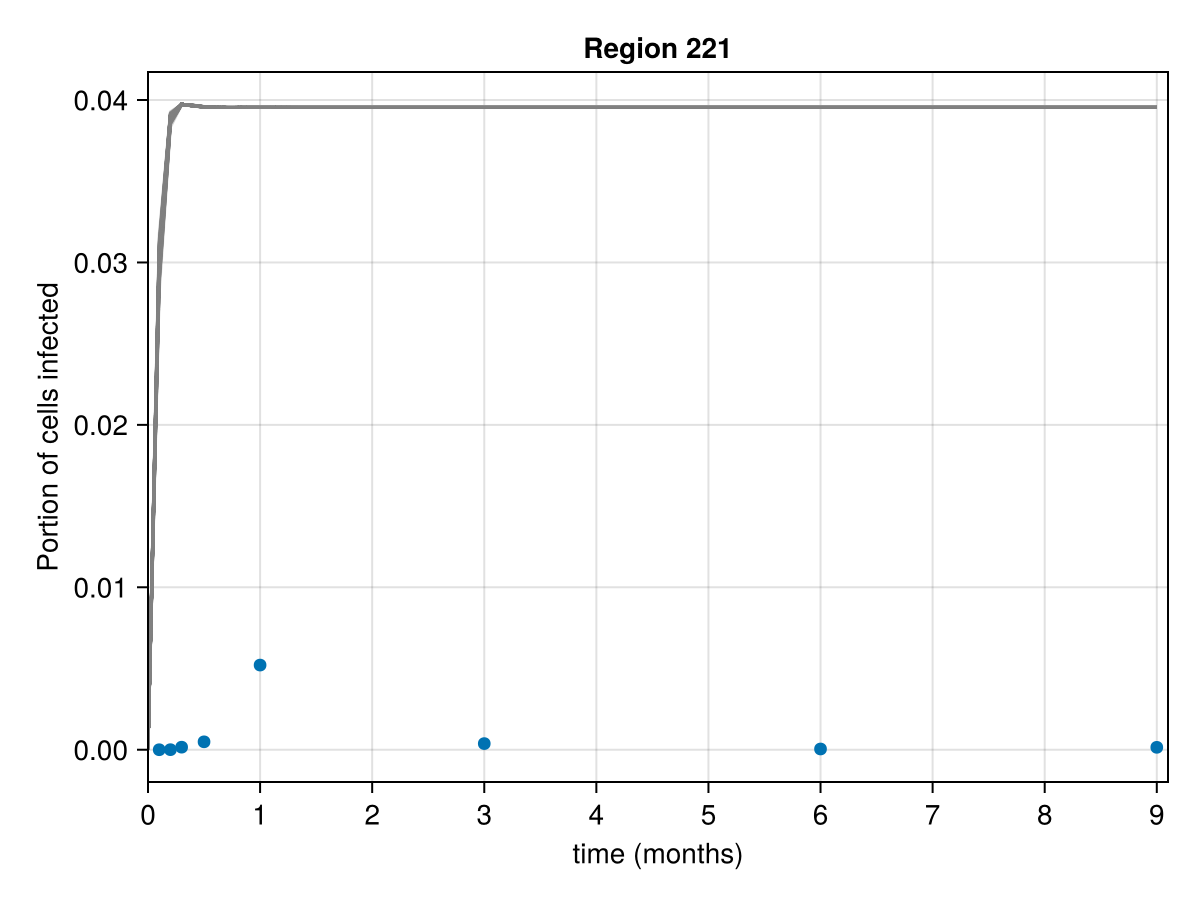 Region 221
Portion of cells infected
0.04
0.03
0.02
0.01
0.00
0 1 2 3 4 5 6 7 8 9
time (months)